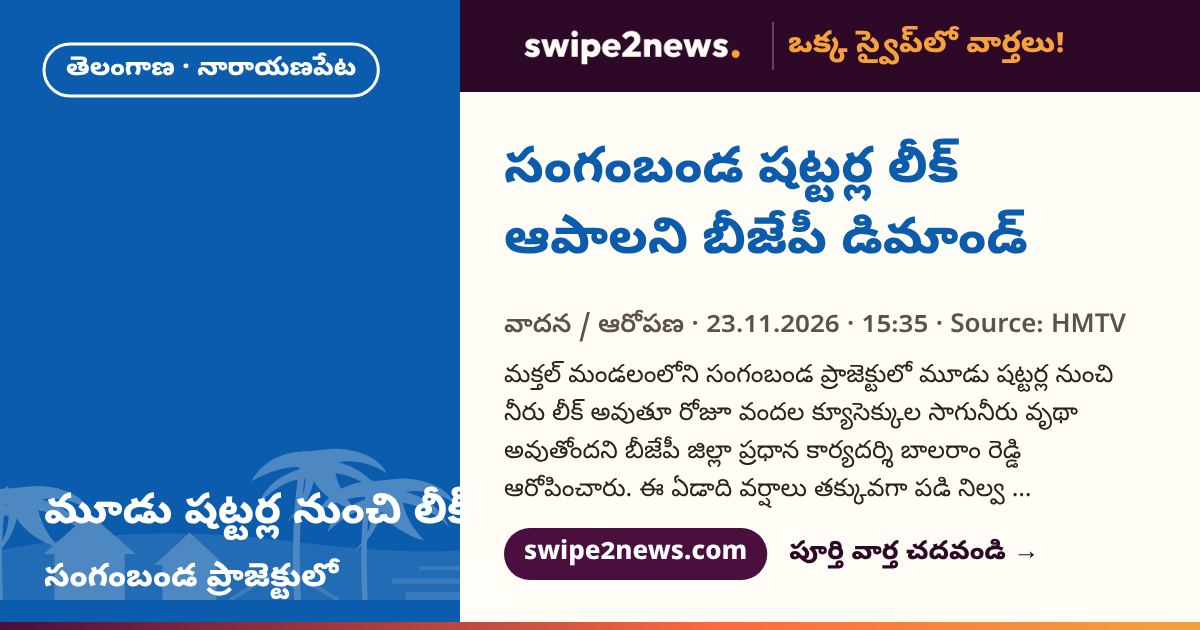 తెలంగాణ · నారాయణపేట
మూడు షట్టర్ల నుంచి లీక్
సంగంబండ ప్రాజెక్టులో
swipe2news. | ఒక్క స్వైప్‌లో వార్తలు!
సంగంబండ షట్టర్ల లీక్
ఆపాలని బీజేపీ డిమాండ్
వాదన / ఆరోపణ · 23.11.2026 · 15:35 · Source: HMTV
మక్తల్ మండలంలోని సంగంబండ ప్రాజెక్టులో మూడు షట్టర్ల నుంచి
నీరు లీక్ అవుతూ రోజూ వందల క్యూసెక్కుల సాగునీరు వృథా
అవుతోందని బీజేపీ జిల్లా ప్రధాన కార్యదర్శి బాలరాం రెడ్డి
ఆరోపించారు. ఈ ఏడాది వర్షాలు తక్కువగా పడి నిల్వ ...
swipe2news.com పూర్తి వార్త చదవండి →